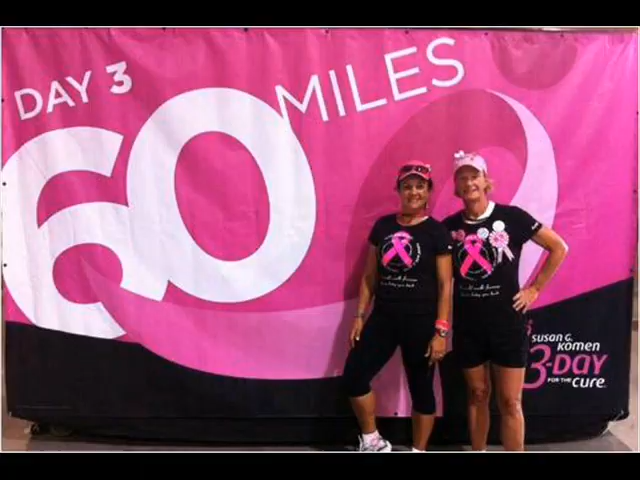 DAY 3
60 MILES
susan G.
komen
3-DAY
FOR THE cure